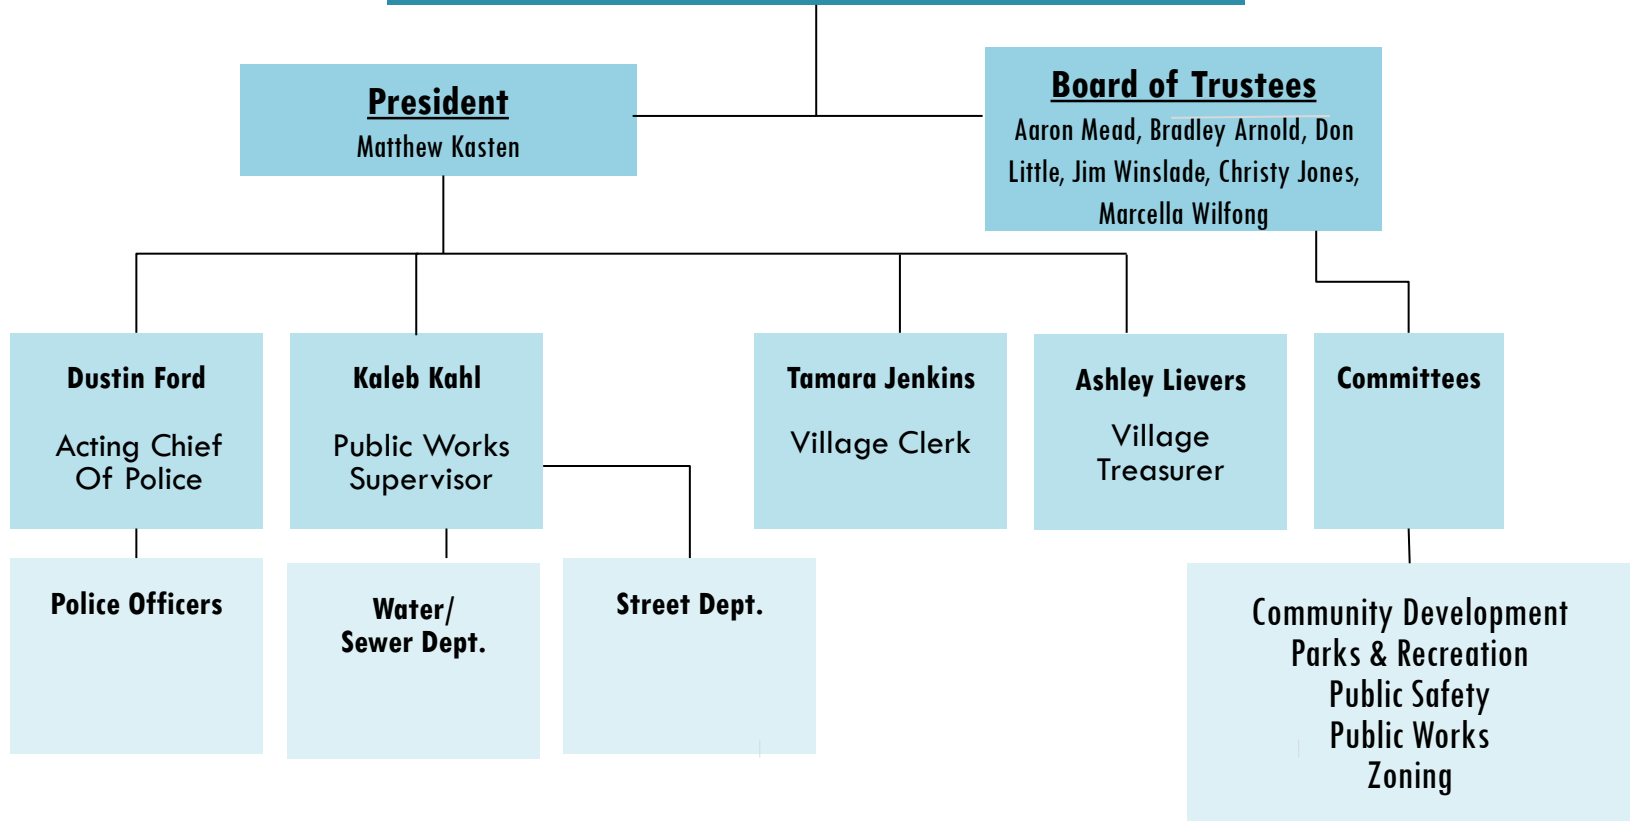 President
Matthew Kasten
Board of Trustees
Aaron Mead, Bradley Arnold, Don
Little, Jim Winslade, Christy Jones,
Marcella Wilfong
Dustin Ford
Acting Chief
Of Police
Kaleb Kahl
Public Works
Supervisor
Tamara Jenkins
Village Clerk
Ashley Lievers
Village
Treasurer
Committees
Police Officers
Water/
Sewer Dept.
Street Dept.
Community Development
Parks & Recreation
Public Safety
Public Works
Zoning